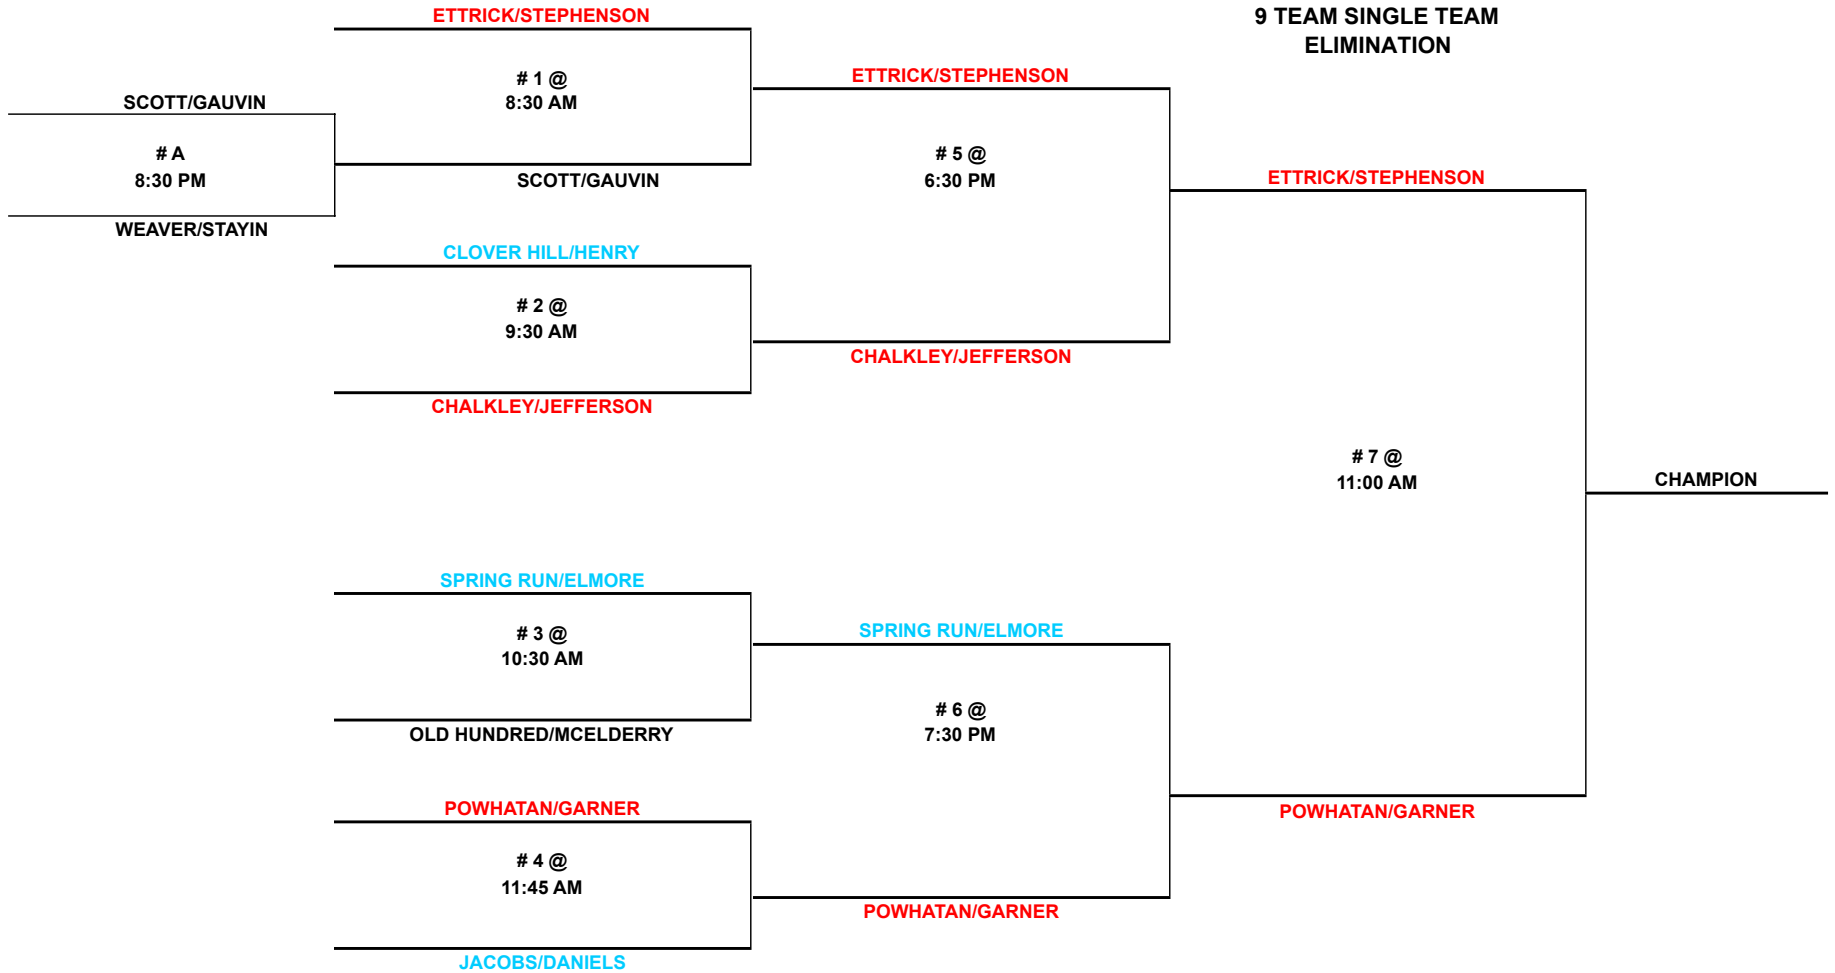 ETTRICK/STEPHENSON
9 TEAM SINGLE TEAM
ELIMINATION
# 1 @
8:30 AM
ETTRICK/STEPHENSON
SCOTT/GAUVIN
# A
8:30 PM
# 5 @
6:30 PM
SCOTT/GAUVIN
ETTRICK/STEPHENSON
WEAVER/STAYIN
CLOVER HILL/HENRY
# 2 @
9:30 AM
CHALKLEY/JEFFERSON
CHALKLEY/JEFFERSON
# 7 @
11:00 AM
CHAMPION
SPRING RUN/ELMORE
# 3 @
10:30 AM
SPRING RUN/ELMORE
OLD HUNDRED/MCELDERRY
# 6 @
7:30 PM
POWHATAN/GARNER
POWHATAN/GARNER
# 4 @
11:45 AM
POWHATAN/GARNER
JACOBS/DANIELS